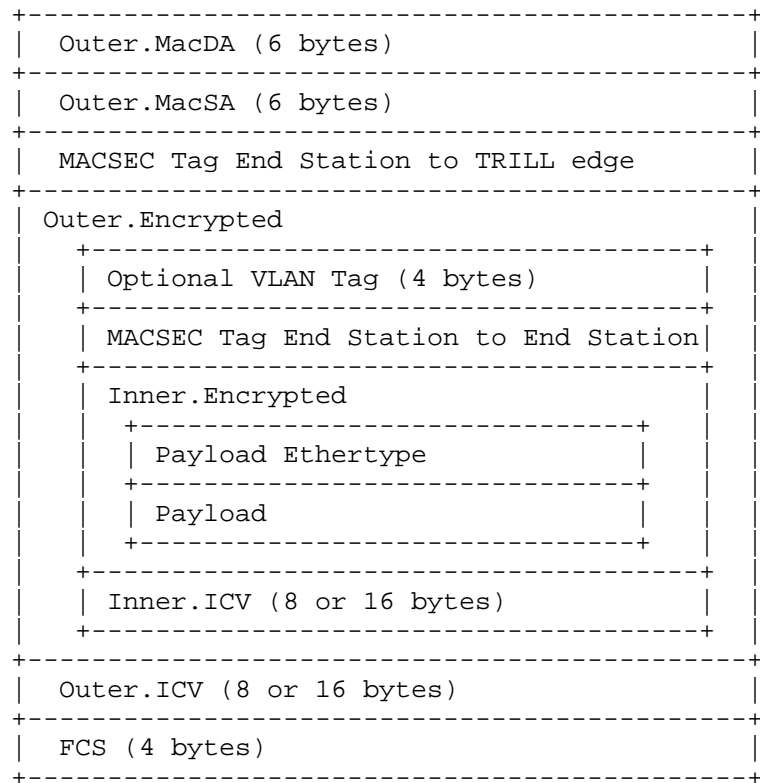 Outer.MacDA (6 bytes)
Outer.MacSA (6 bytes)
MACSEC Tag End Station to TRILL edge
Outer.Encrypted
Optional VLAN Tag (4 bytes)
MACSEC Tag End Station to End Station
Inner.Encrypted
Payload Ethertype
Payload
Inner.ICV (8 or 16 bytes)
Outer.ICV (8 or 16 bytes)
FCS (4 bytes)